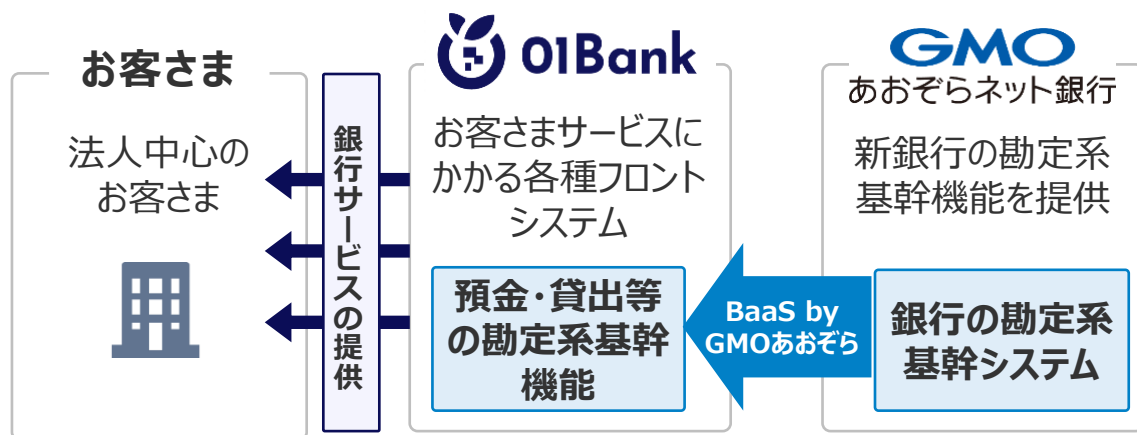 お客さま
法人中心の
お客さま
銀行サービスの提供
01Bank
お客さまサービスに
かかる各種フロント
システム
預金・貸出等
の勘定系基幹
機能
BaaS by
GMOあおぞら
GMO
あおぞらネット銀行
新銀行の勘定系
基幹機能を提供
銀行の勘定系
基幹システム